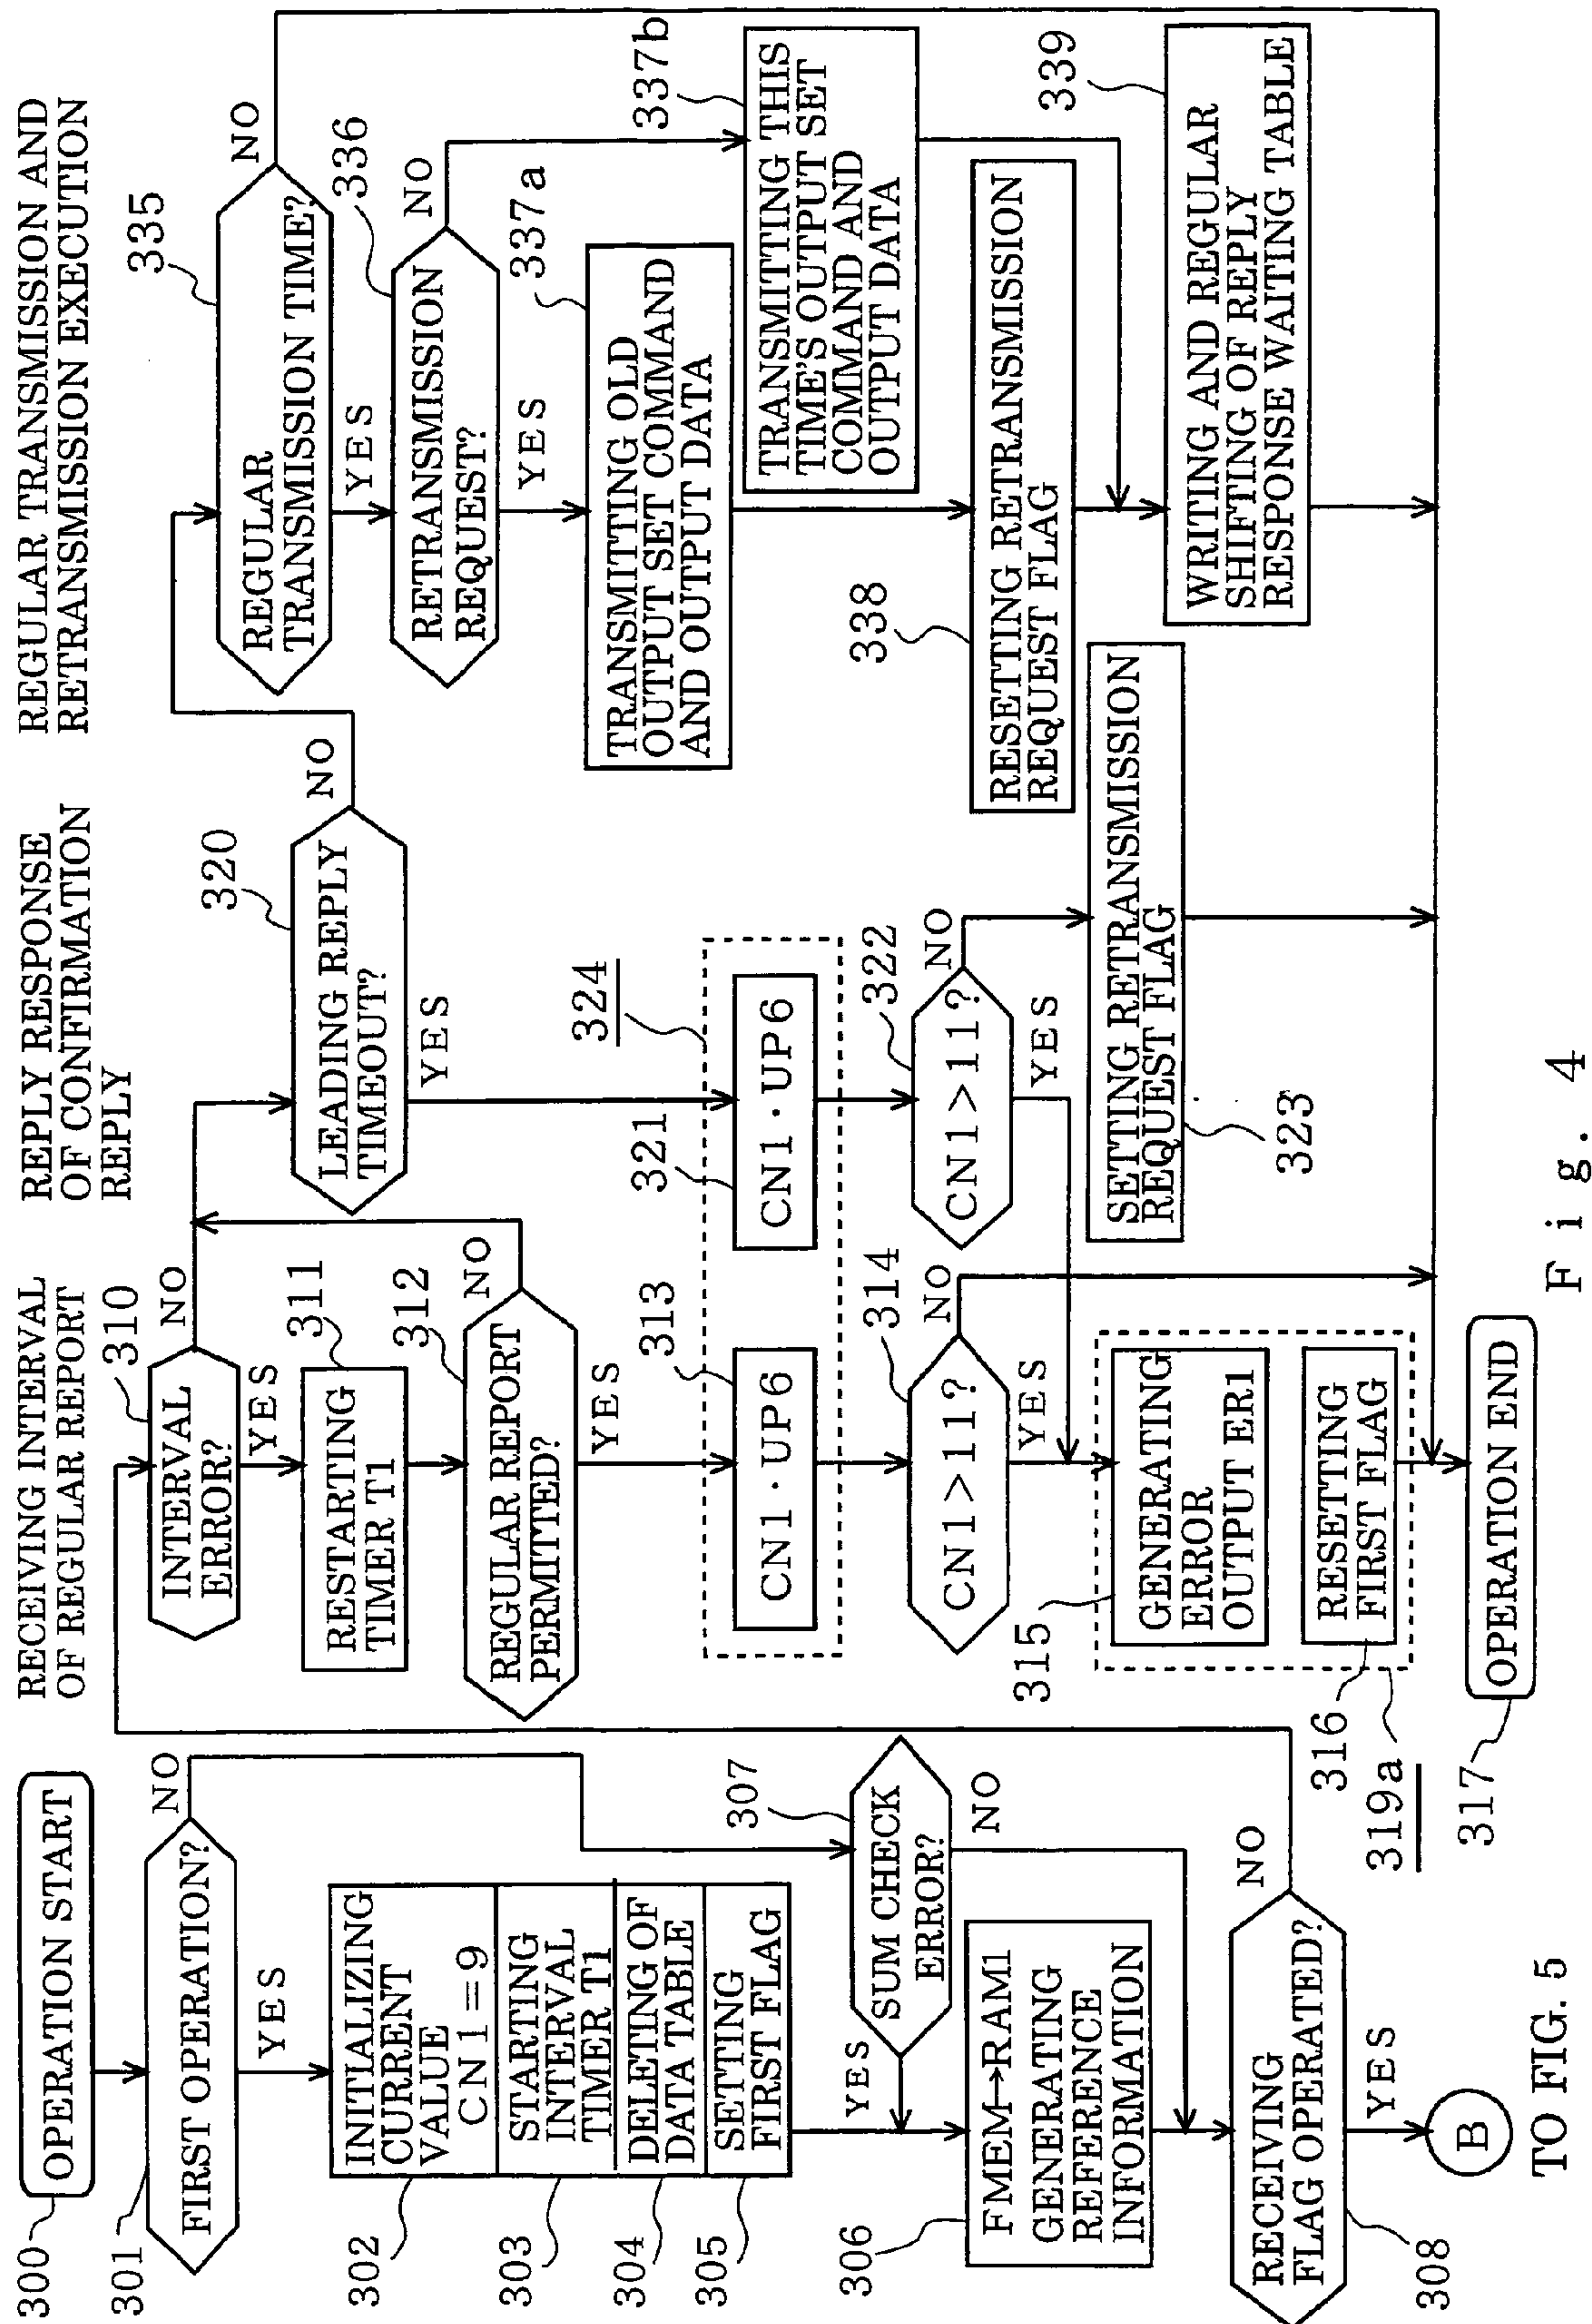 300
OPERATION START
301
FIRST OPERATION?
NO
YES
302
INITIALIZING
CURRENT
VALUE
CN1=9
303
STARTING
INTERVAL
TIMER T1
304
DELETING OF
DATA TABLE
305
SETTING
FIRST FLAG
307
SUM CHECK
ERROR?
YES
NO
306
FMEM→RAM1
GENERATING
REFERENCE
INFORMATION
308
RECEIVING
FLAG OPERATED?
NO
YES
B
TO FIG. 5
RECEIVING INTERVAL
OF REGULAR REPORT
310
INTERVAL
ERROR?
NO
YES
311
RESTARTING
TIMER T1
312
REGULAR REPORT
PERMITTED?
NO
YES
313
CN1·UP6
314
CN1>11?
NO
YES
315
GENERATING
ERROR
OUTPUT ER1
316
RESETTING
FIRST FLAG
319a
317
OPERATION END
REPLY RESPONSE
OF CONFIRMATION
REPLY
320
LEADING REPLY
TIMEOUT?
NO
YES
324
321
CN1·UP6
322
CN1>11?
NO
YES
SETTING RETRANSMISSION
REQUEST FLAG
323
REGULAR TRANSMISSION AND
RETRANSMISSION EXECUTION
335
REGULAR
TRANSMISSION TIME?
NO
YES
336
RETRANSMISSION
REQUEST?
NO
YES
337a
TRANSMITTING OLD
OUTPUT SET COMMAND
AND OUTPUT DATA
337b
TRANSMITTING THIS
TIME'S OUTPUT SET
COMMAND AND
OUTPUT DATA
338
RESETTING RETRANSMISSION
REQUEST FLAG
339
WRITING AND REGULAR
SHIFTING OF REPLY
RESPONSE WAITING TABLE
Fig. 4